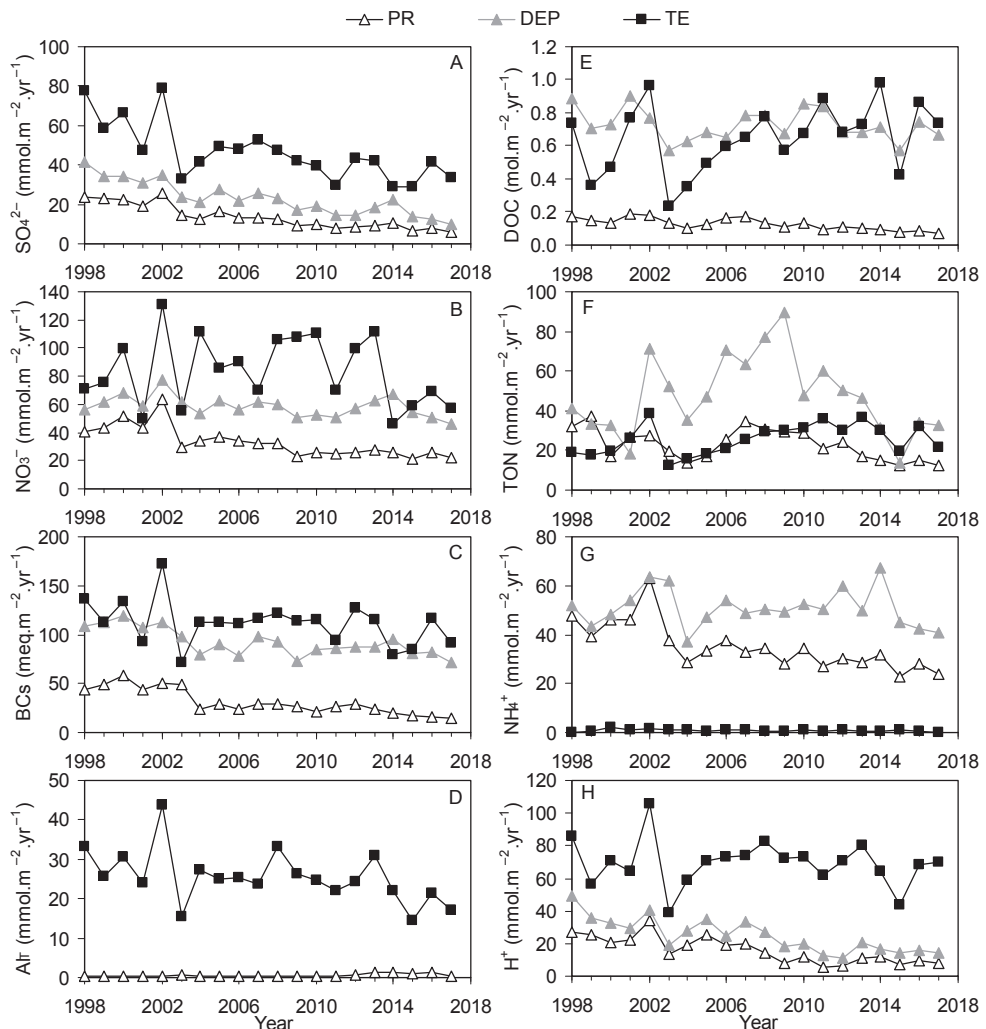 PR DEP TE
A
SO₄²⁻ (mmol.m⁻².yr⁻¹)
100
80
60
40
20
0
1998 2002 2006 2010 2014 2018
E
DOC (mol.m⁻².yr⁻¹)
1.2
1.0
0.8
0.6
0.4
0.2
0.0
1998 2002 2006 2010 2014 2018
B
NO₃⁻ (mmol.m⁻².yr⁻¹)
140
120
100
80
60
40
20
0
1998 2002 2006 2010 2014 2018
F
TON (mmol.m⁻².yr⁻¹)
100
80
60
40
20
0
1998 2002 2006 2010 2014 2018
C
BCs (meq.m⁻².yr⁻¹)
200
150
100
50
0
1998 2002 2006 2010 2014 2018
G
NH₄⁺ (mmol.m⁻².yr⁻¹)
80
60
40
20
0
1998 2002 2006 2010 2014 2018
D
(mmol.m⁻².yr⁻¹)
50
40
30
20
10
0
1998 2002 2006 2010 2014 2018
Year
H
H⁺ (mmol.m⁻².yr⁻¹)
120
100
80
60
40
20
0
1998 2002 2006 2010 2014 2018
Year